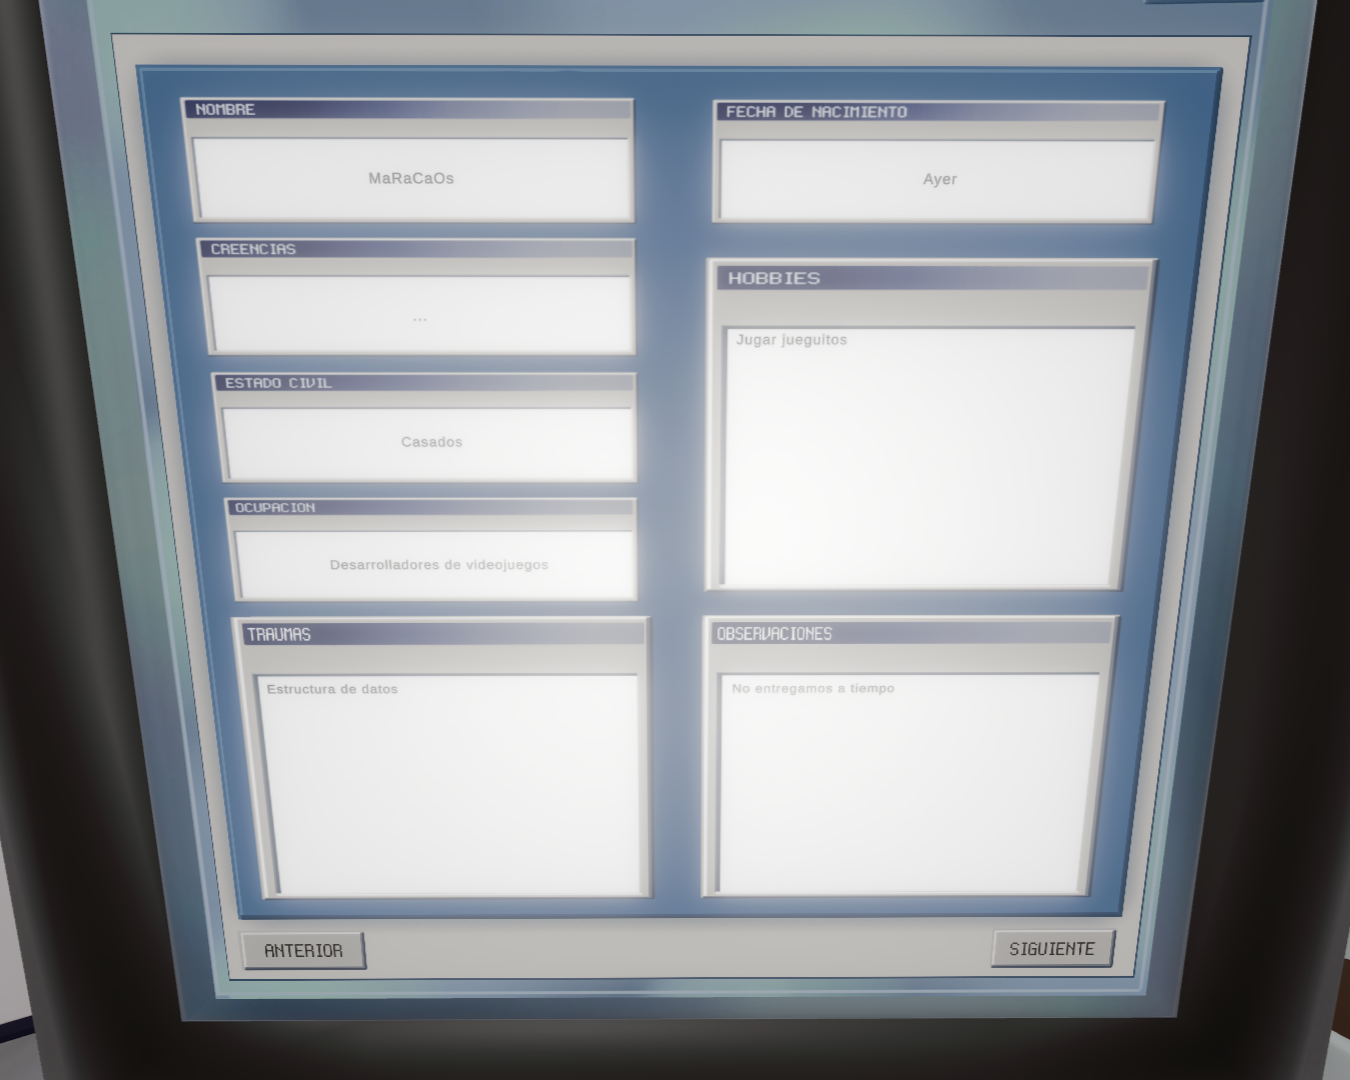 NOMBRE
MaRaCaOs
CREENCIAS
...
ESTADO CIVIL
Casados
OCUPACION
Desarrolladores de videojuegos
TRAUMAS
Estructura de datos
FECHA DE NACIMIENTO
Ayer
HOBBIES
Jugar jueguitos
OBSERVACIONES
No entregamos a tiempo
ANTERIOR
SIGUIENTE